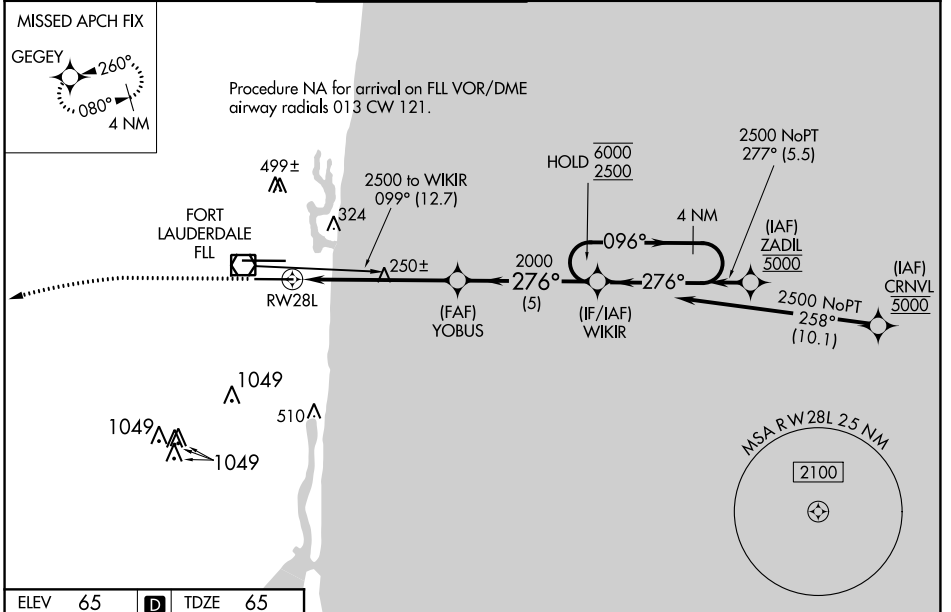 MISSED APCH FIX
GEGEY
260°
080°
4 NM
Procedure NA for arrival on FLL VOR/DME
airway radials 013 CW 121.
499±
2500 to WIKIR
099° (12.7)
324
FORT
LAUDERDALE
FLL
250±
RW28L
HOLD
6000
2500
2500 NoPT
277° (5.5)
4 NM
096°
(IAF)
ZADIL
5000
(IAF)
CRNVL
5000
2000
276°
(5)
276°
2500 NoPT
258°
(10.1)
(FAF)
YOBUS
(IF/IAF)
WIKIR
1049
510
1049
1049
MSA RW28L 25 NM
2100
ELEV 65 D TDZE 65